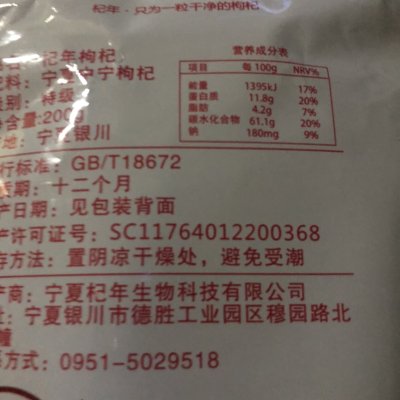 杞年·只为一粒干净的枸杞
名：杞年枸杞
料：宁夏中宁枸杞
级别：特级
含量:200g
地：宁夏银川
营养成分表
项目 每100g NRV%
能量 1395kJ 17%
蛋白质 11.8g 20%
脂肪 4.2g 7%
碳水化合物 61.1g 20%
钠 180mg 9%
行标准：GB/T18672
期：十二个月
产日期：见包装背面
产许可证号：SC11764012200368
存方法：置阴凉干燥处，避免受潮
产商：宁夏杞年生物科技有限公司
址：宁夏银川市德胜工业园区穆园路北
方式：0951-5029518